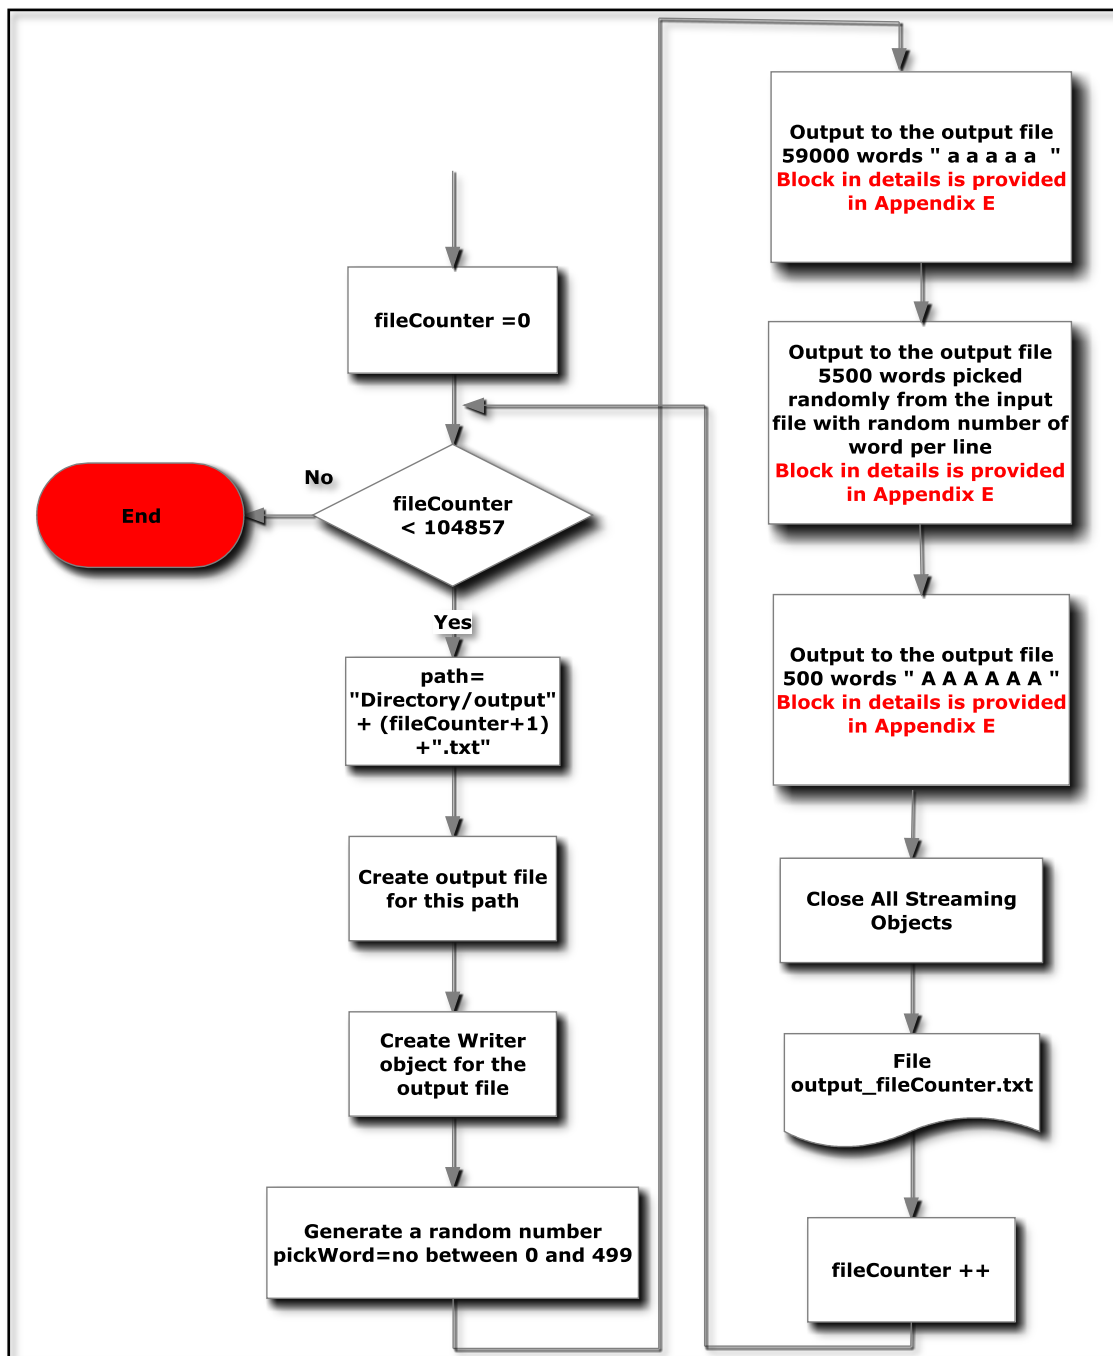 fileCounter =0
No
fileCounter
< 104857
End
Yes
path=
"Directory/output"
+ (fileCounter+1)
+".txt"
Create output file
for this path
Create Writer
object for the
output file
Generate a random number
pickWord=no between 0 and 499
Output to the output file
59000 words " a a a a a  "
Block in details is provided
in Appendix E
Output to the output file
5500 words picked
randomly from the input
file with random number of
word per line
Block in details is provided
in Appendix E
Output to the output file
500 words " A A A A A A "
Block in details is provided
in Appendix E
Close All Streaming
Objects
File
output_fileCounter.txt
fileCounter ++